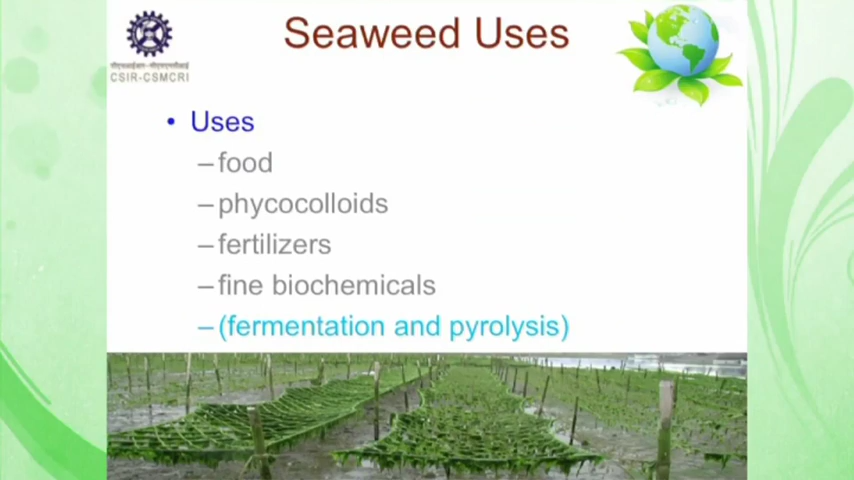 Seaweed Uses
CSIR-CSMCRI
• Uses
–food
–phycocolloids
–fertilizers
–fine biochemicals
–(fermentation and pyrolysis)